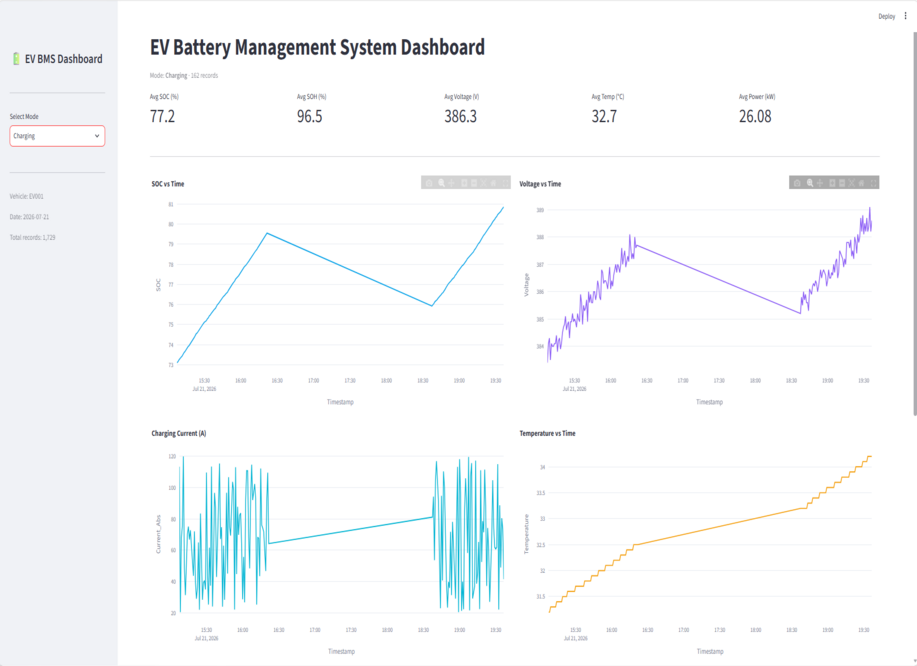 Deploy
EV BMS Dashboard
Select Mode
Charging
Vehicle: EV001
Date: 2026-07-21
Total records: 1,729
EV Battery Management System Dashboard
Mode: Charging · 162 records
Avg SOC (%)
77.2
Avg SOH (%)
96.5
Avg Voltage (V)
386.3
Avg Temp (°C)
32.7
Avg Power (kW)
26.08
SOC vs Time
81
80
79
78
77
76
75
74
73
SOC
15:30
Jul 21, 2026
16:00
16:30
17:00
17:30
18:00
18:30
19:00
19:30
Timestamp
Voltage vs Time
389
388
387
386
385
384
Voltage
15:30
Jul 21, 2026
16:00
16:30
17:00
17:30
18:00
18:30
19:00
19:30
Timestamp
Charging Current (A)
120
100
80
60
40
20
Current_Abs
15:30
Jul 21, 2026
16:00
16:30
17:00
17:30
18:00
18:30
19:00
19:30
Timestamp
Temperature vs Time
34
33.5
33
32.5
32
31.5
Temperature
15:30
Jul 21, 2026
16:00
16:30
17:00
17:30
18:00
18:30
19:00
19:30
Timestamp